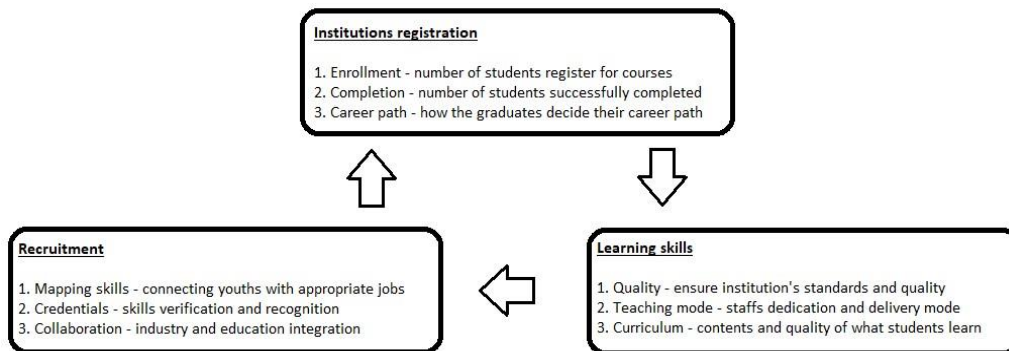 Institutions registration
1. Enrollment - number of students register for courses
2. Completion - number of students successfully completed
3. Career path - how the graduates decide their career path
Recruitment
1. Mapping skills - connecting youths with appropriate jobs
2. Credentials - skills verification and recognition
3. Collaboration - industry and education integration
Learning skills
1. Quality - ensure institution's standards and quality
2. Teaching mode - staffs dedication and delivery mode
3. Curriculum - contents and quality of what students learn